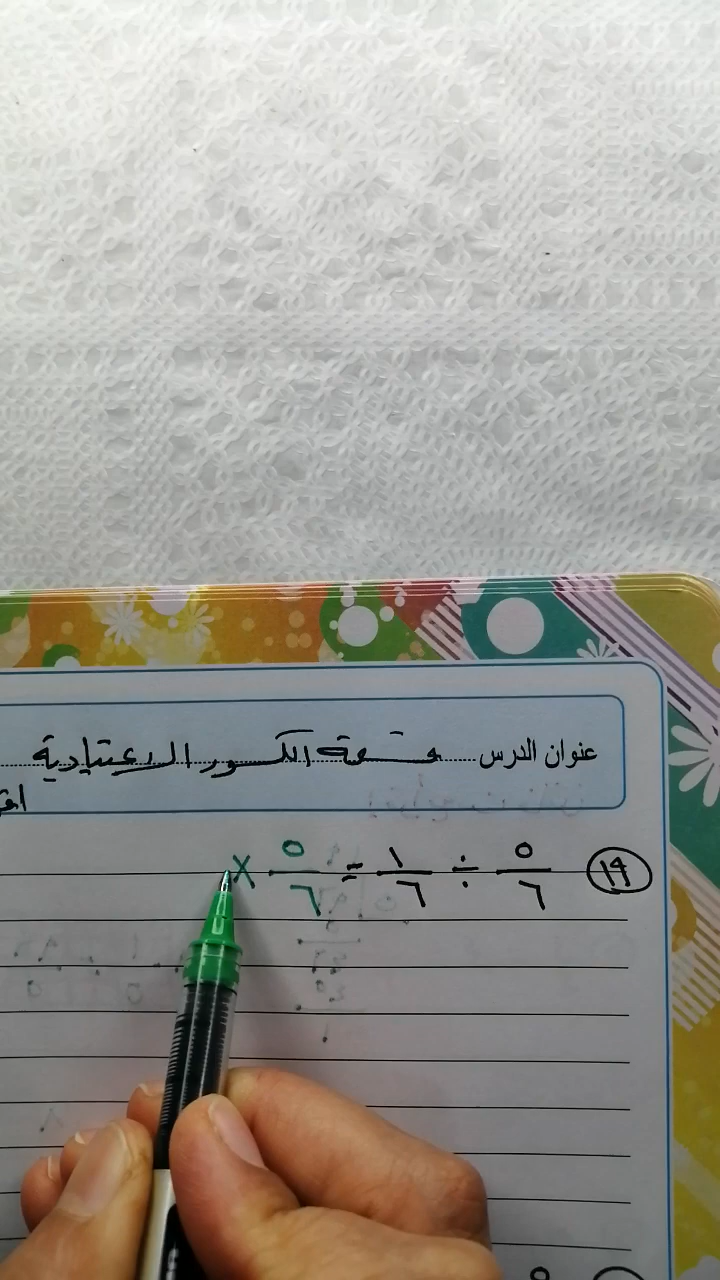 عنوان الدرس قسمة الكسور الاعتيادية
١٩ ٥/٦ ÷ ١/٦ = ٥/٦ ×